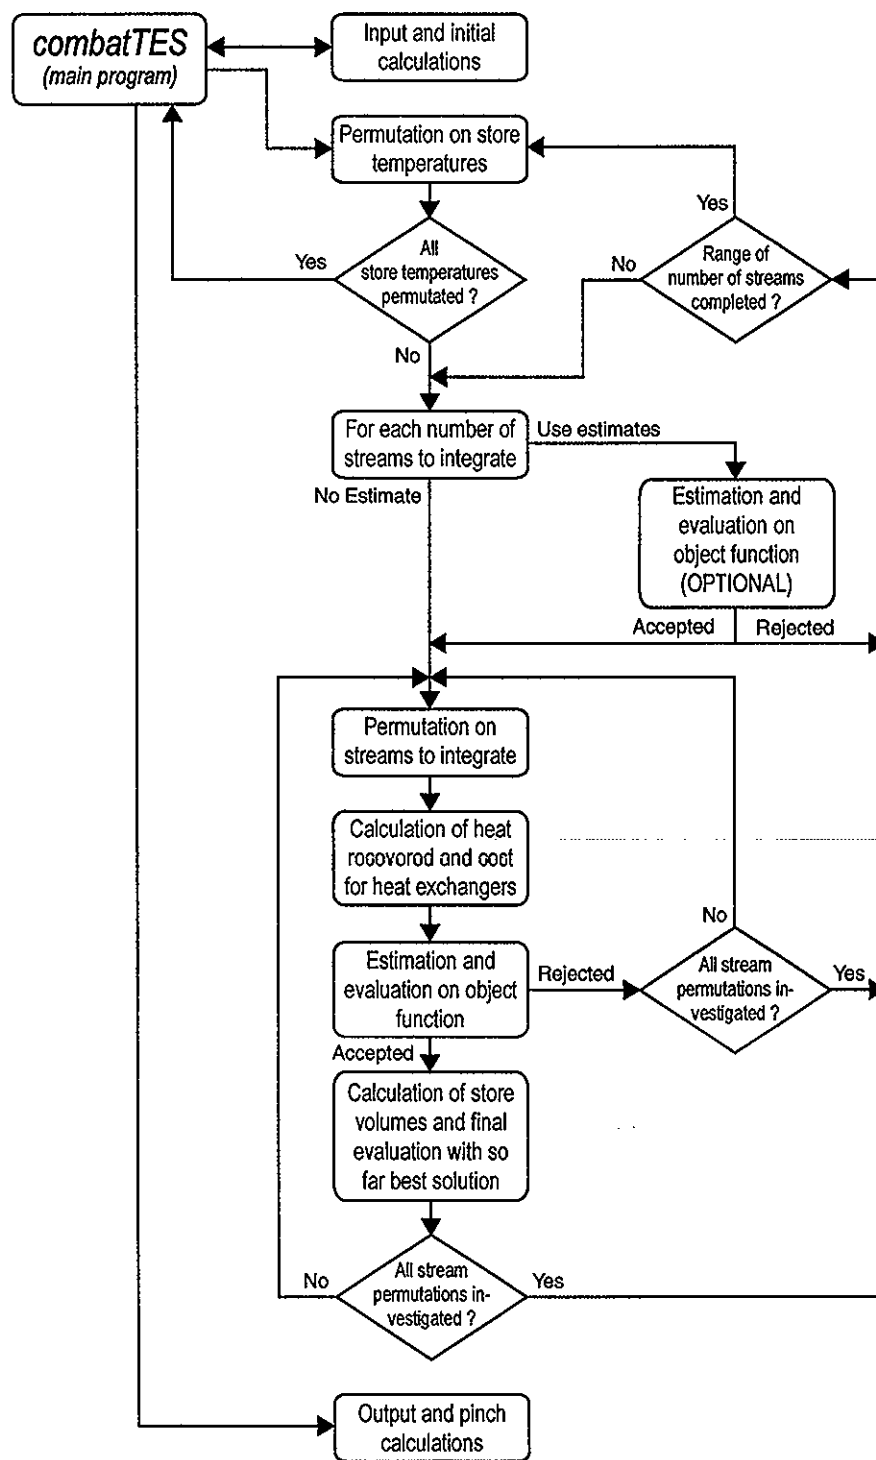 combatTES
(main program)
Input and initial
calculations
Permutation on store
temperatures
Yes
All
store temperatures
permutated ?
Yes
No
Range of
number of streams
completed ?
No
For each number of
streams to integrate
Use estimates
No Estimate
Estimation and
evaluation on
object function
(OPTIONAL)
Accepted
Rejected
Permutation on
streams to integrate
Calculation of heat
rocovorod and coct
for heat exchangers
No
Estimation and
evaluation on object
function
Rejected
All stream
permutations in-
vestigated ?
Yes
Accepted
Calculation of store
volumes and final
evaluation with so
far best solution
No
All stream
permutations in-
vestigated ?
Yes
Output and pinch
calculations